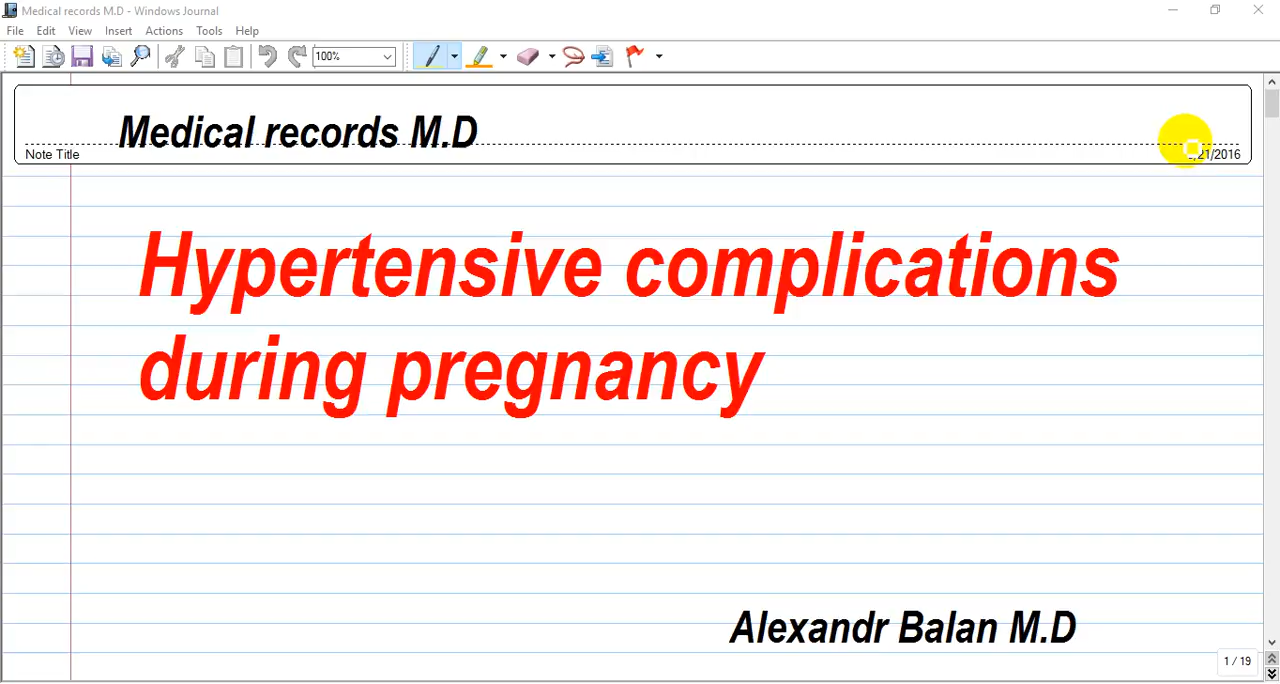 Medical records M.D - Windows Journal
File Edit View Insert Actions Tools Help
100%
Medical records M.D
Note Title
/21/2016
Hypertensive complications
during pregnancy
Alexandr Balan M.D
1 / 19